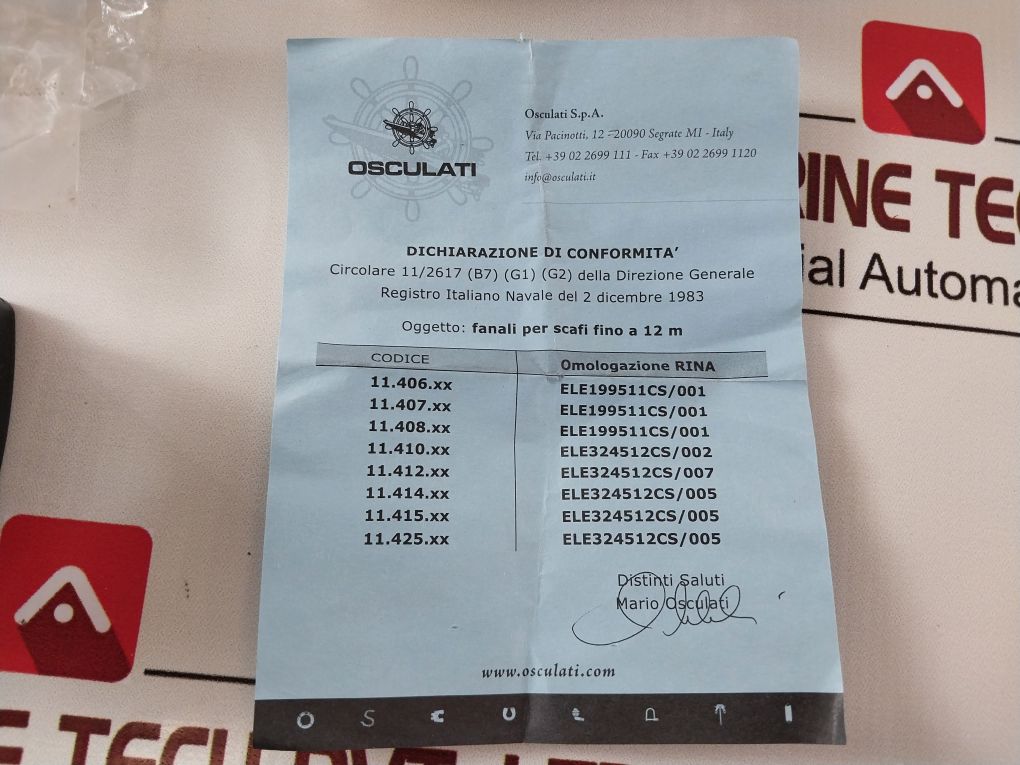 OSCULATI
Osculati S.p.A.
Via Pacinotti, 12 - 20090 Segrate MI - Italy
Tel. +39 02 2699 111 - Fax +39 02 2699 1120
info@osculati.it
DICHIARAZIONE DI CONFORMITA'
Circolare 11/2617 (B7) (G1) (G2) della Direzione Generale
Registro Italiano Navale del 2 dicembre 1983
Oggetto: fanali per scafi fino a 12 m
CODICE Omologazione RINA
11.406.xx ELE199511CS/001
11.407.xx ELE199511CS/001
11.408.xx ELE199511CS/001
11.410.xx ELE324512CS/002
11.412.xx ELE324512CS/007
11.414.xx ELE324512CS/005
11.415.xx ELE324512CS/005
11.425.xx ELE324512CS/005
Distinti Saluti
Mario Osculati
www.osculati.com
RINE TE
ial Automa
E TECH